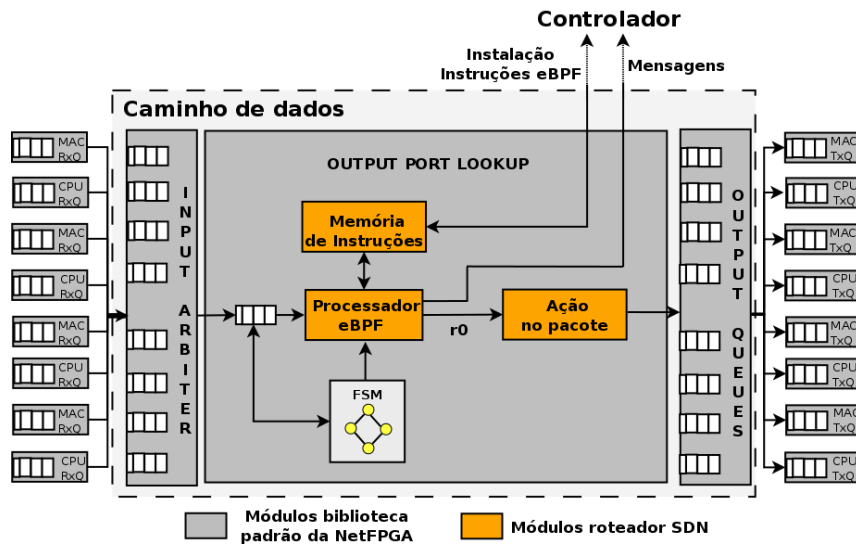 Controlador
Instalação
Instruções eBPF
Mensagens
Caminho de dados
MAC
RxQ
CPU
RxQ
MAC
RxQ
CPU
RxQ
MAC
RxQ
CPU
RxQ
MAC
RxQ
CPU
RxQ
INPUT ARBITER
OUTPUT PORT LOOKUP
Memória
de Instruções
Processador
eBPF
r0
Ação
no pacote
FSM
OUTPUT QUEUES
MAC
TxQ
CPU
TxQ
MAC
TxQ
CPU
TxQ
MAC
TxQ
CPU
TxQ
MAC
TxQ
CPU
TxQ
Módulos biblioteca
padrão da NetFPGA
Módulos roteador SDN